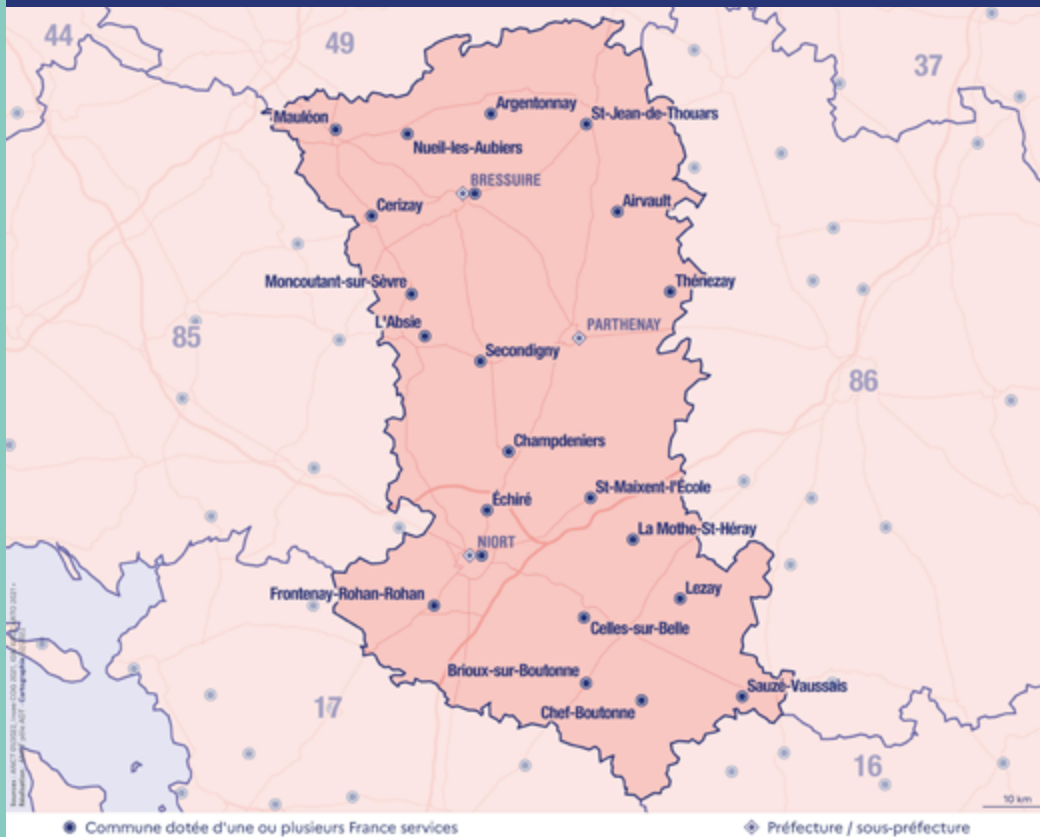 44
49
37
Argentonnay
St-Jean-de-Thouars
Mauléon
Nueil-les-Aubiers
BRESSUIRE
Cerizay
Airvault
Moncoutant-sur-Sèvre
Thénezay
L'Absie
PARTHENAY
85
Secondigny
86
Champdeniers
St-Maixent-l'École
Échiré
La Mothe-St-Héray
NIORT
Frontenay-Rohan-Rohan
Lezay
Celles-sur-Belle
Brioux-sur-Boutonne
Sauzé-Vaussais
17
Chef-Boutonne
16
10 km
Commune dotée d'une ou plusieurs France services
Préfecture / sous-préfecture